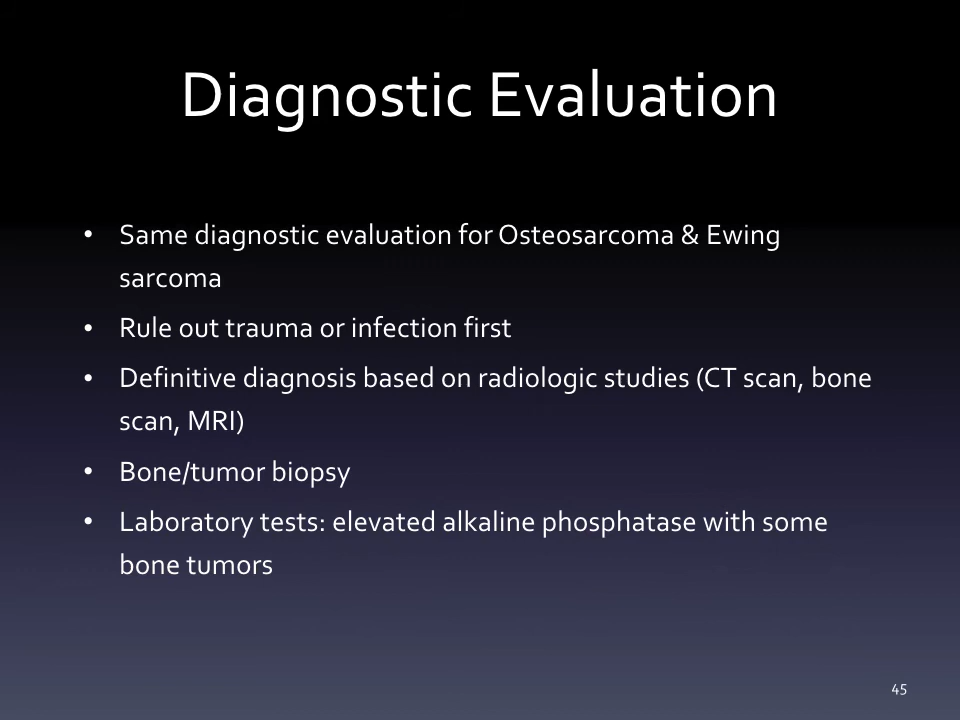 Diagnostic Evaluation
• Same diagnostic evaluation for Osteosarcoma & Ewing
sarcoma
• Rule out trauma or infection first
• Definitive diagnosis based on radiologic studies (CT scan, bone
scan, MRI)
• Bone/tumor biopsy
• Laboratory tests: elevated alkaline phosphatase with some
bone tumors
45